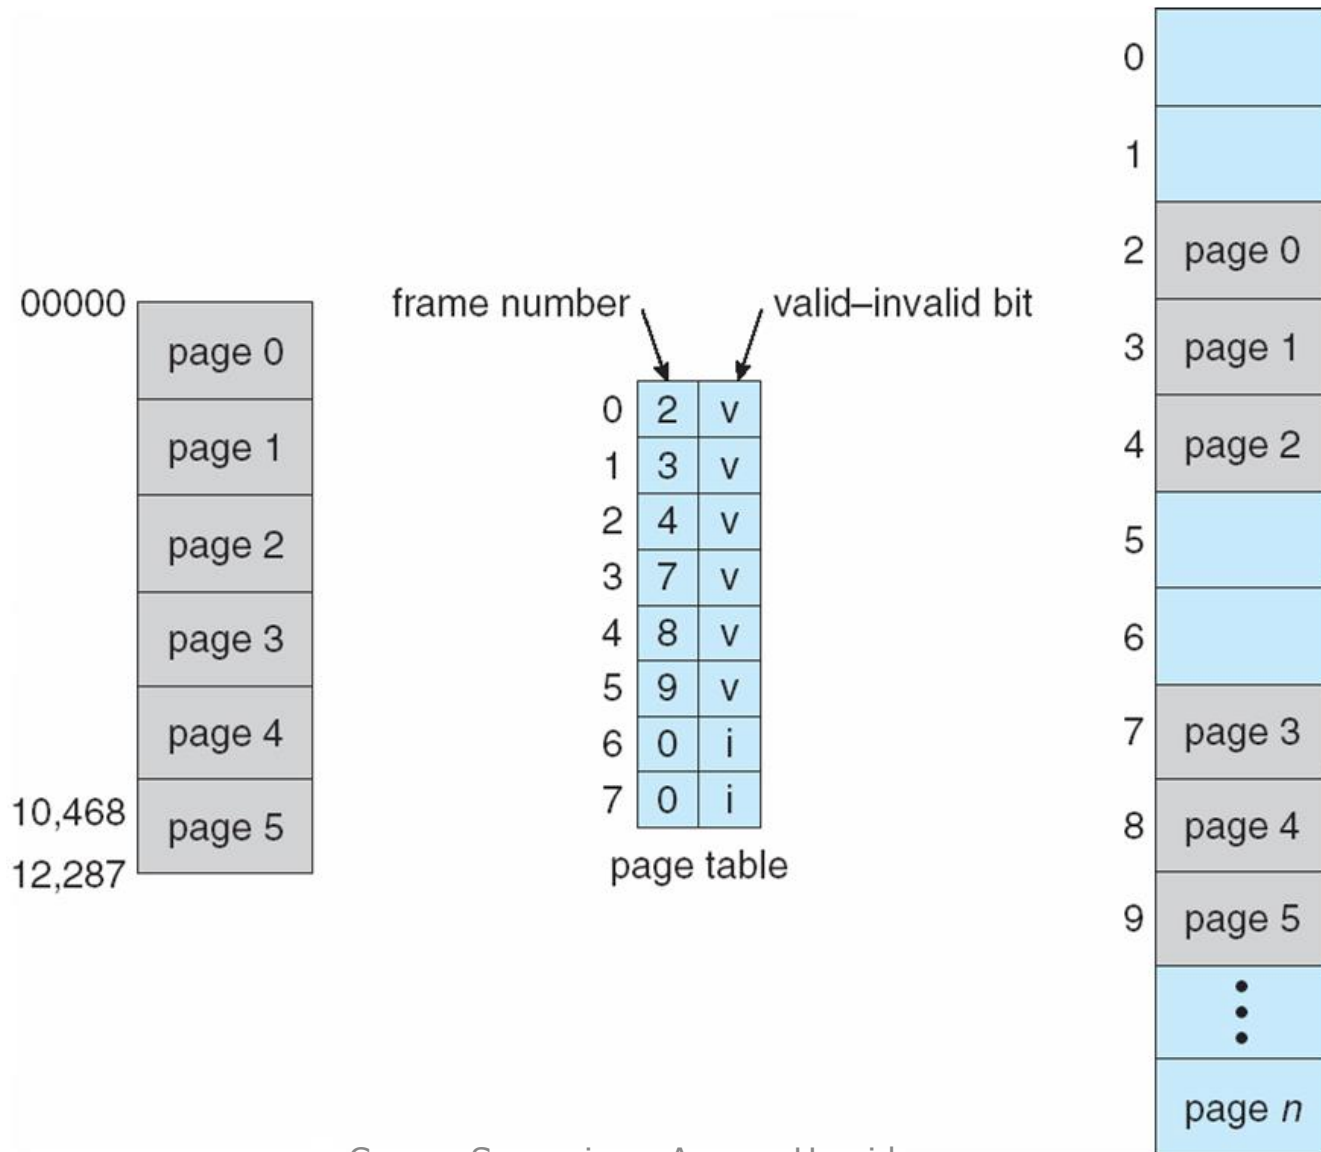 00000
page 0
page 1
page 2
page 3
page 4
10,468
page 5
12,287
frame number
valid–invalid bit
0 2 v
1 3 v
2 4 v
3 7 v
4 8 v
5 9 v
6 0 i
7 0 i
page table
0
1
2 page 0
3 page 1
4 page 2
5
6
7 page 3
8 page 4
9 page 5
page n